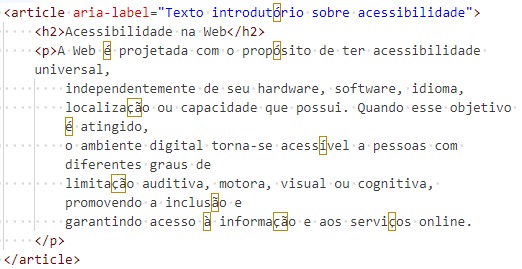 <article aria-label="Texto introdutório sobre acessibilidade">
<h2>Acessibilidade na Web</h2>
<p>A Web é projetada com o propósito de ter acessibilidade
universal,
independentemente de seu hardware, software, idioma,
localização ou capacidade que possui. Quando esse objetivo
é atingido,
o ambiente digital torna-se acessível a pessoas com
diferentes graus de
limitação auditiva, motora, visual ou cognitiva,
promovendo a inclusão e
garantindo acesso à informação e aos serviços online.
</p>
</article>